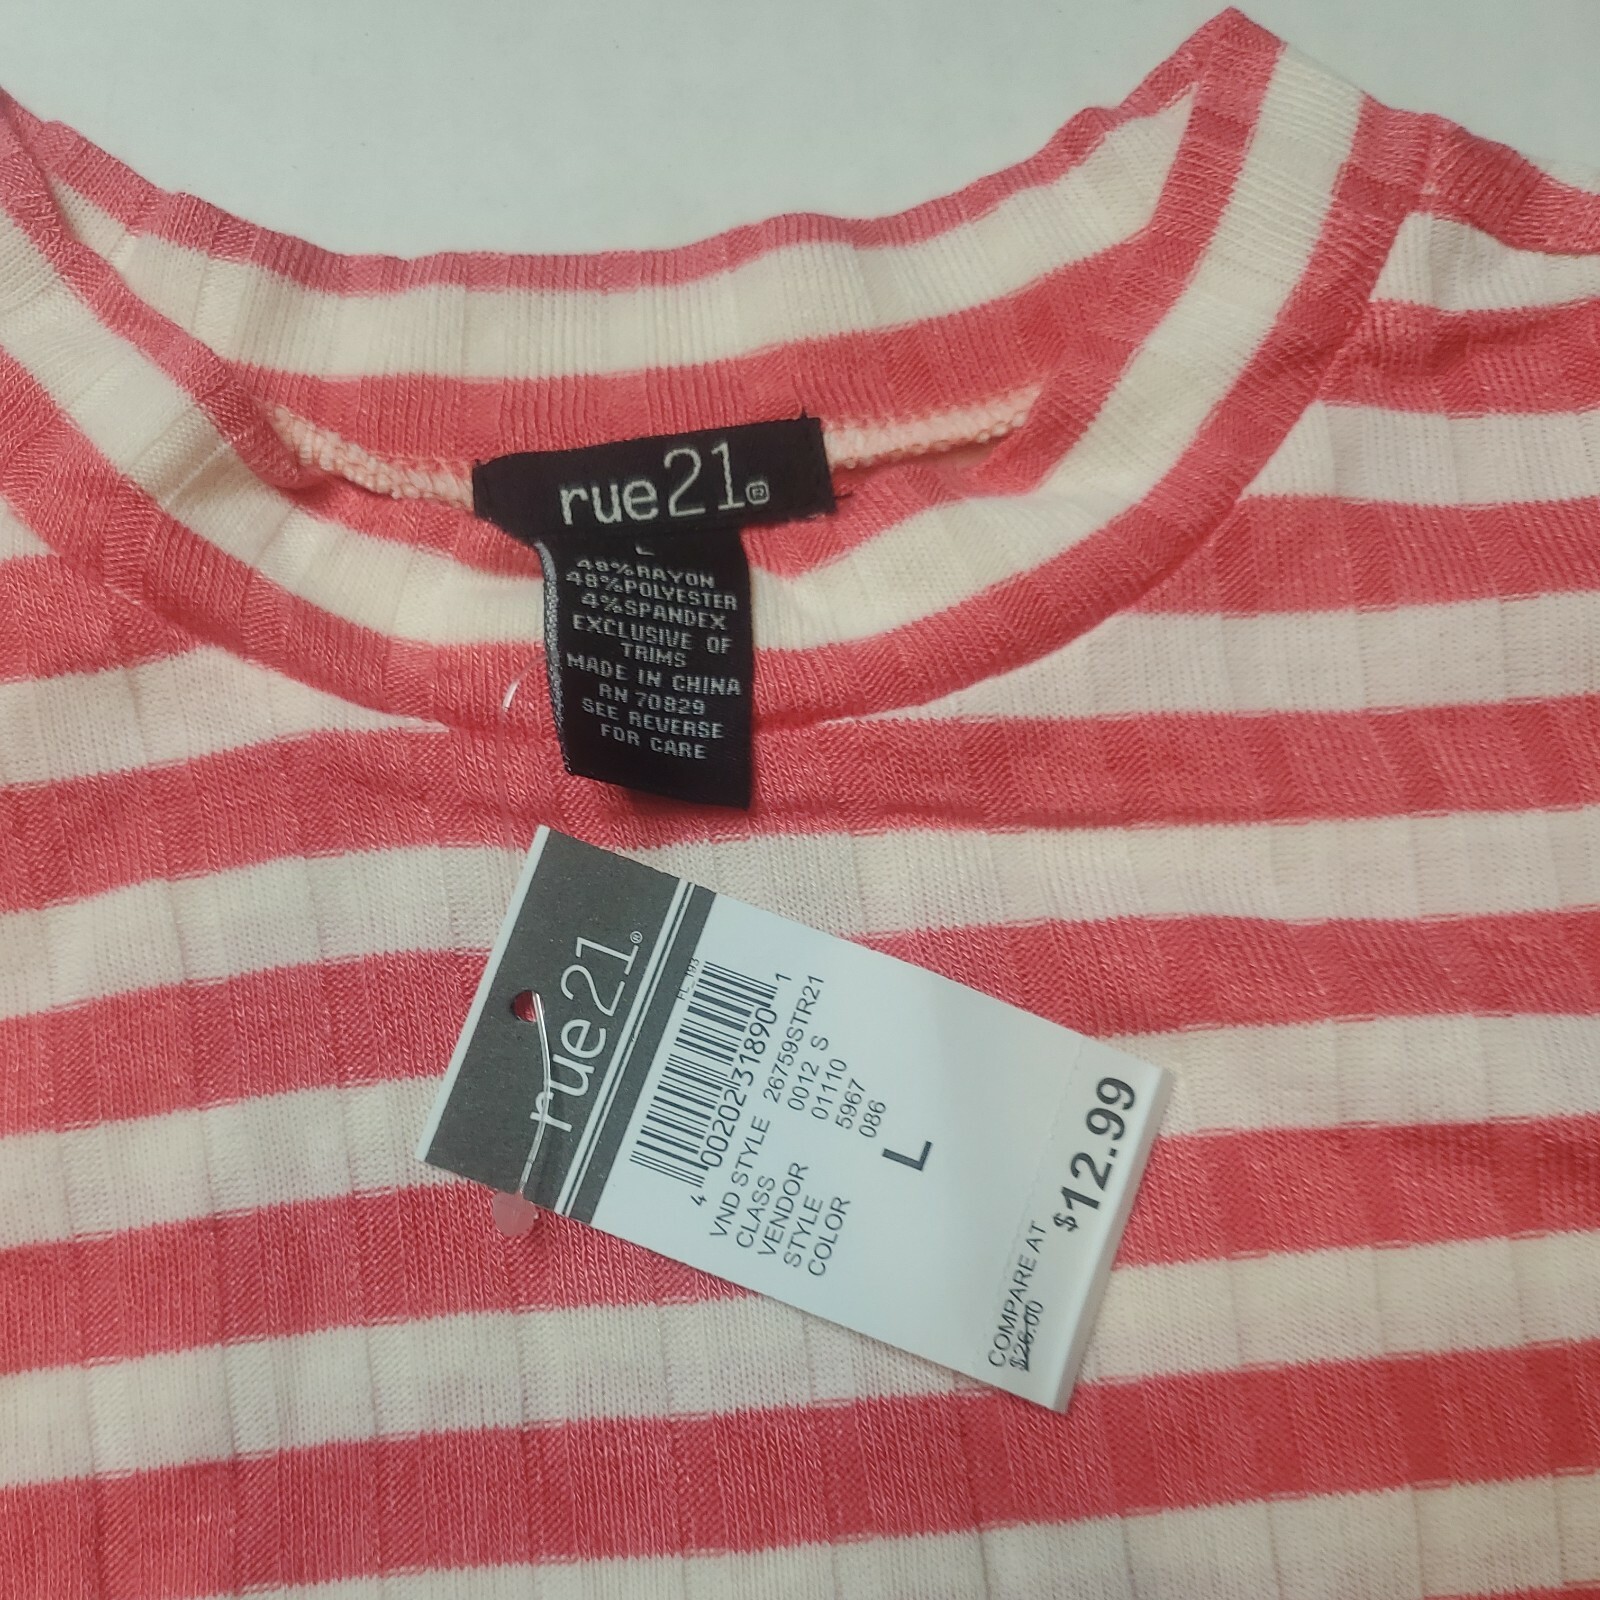 rue21®
L
48%RAYON
48%POLYESTER
4%SPANDEX
EXCLUSIVE OF
TRIMS
MADE IN CHINA
RN 70829
SEE REVERSE
FOR CARE
rue21®
FL_193
4 00202 31890 1
VND STYLE 26759STR21
CLASS 0012 S
VENDOR 01110
STYLE 5967
COLOR 086
L
COMPARE AT
$26.00
$12.99